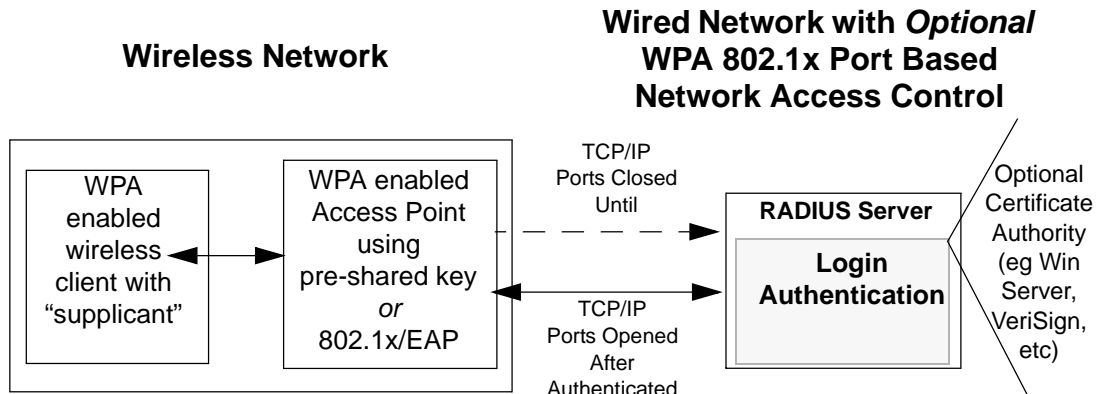 Wireless Network
Wired Network with Optional
WPA 802.1x Port Based
Network Access Control
WPA
enabled
wireless
client with
“supplicant”
WPA enabled
Access Point
using
pre-shared key
or
802.1x/EAP
TCP/IP
Ports Closed
Until
TCP/IP
Ports Opened
After
Authenticated
RADIUS Server
Login
Authentication
Optional
Certificate
Authority
(eg Win
Server,
VeriSign,
etc)